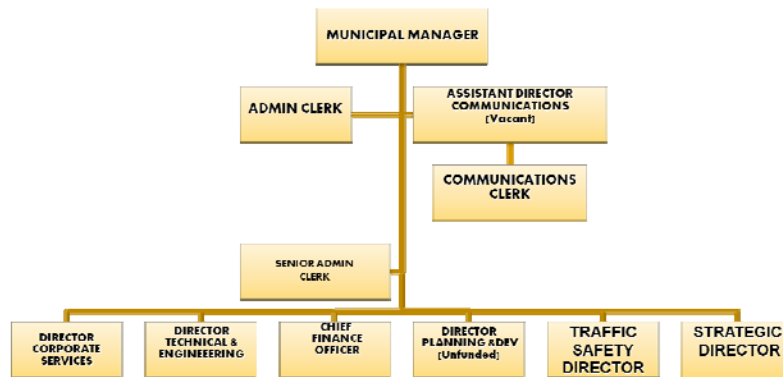 MUNICIPAL MANAGER
ADMIN CLERK
ASSISTANT DIRECTOR
COMMUNICATIONS
[Vacant]
COMMUNICATIONS
CLERK
SENIOR ADMIN
CLERK
DIRECTOR
CORPORATE
SERVICES
DIRECTOR
TECHNICAL &
ENGINEEERING
CHIEF
FINANCE
OFFICER
DIRECTOR
PLANNING &DEV
[Unfunded]
TRAFFIC
SAFETY
DIRECTOR
STRATEGIC
DIRECTOR